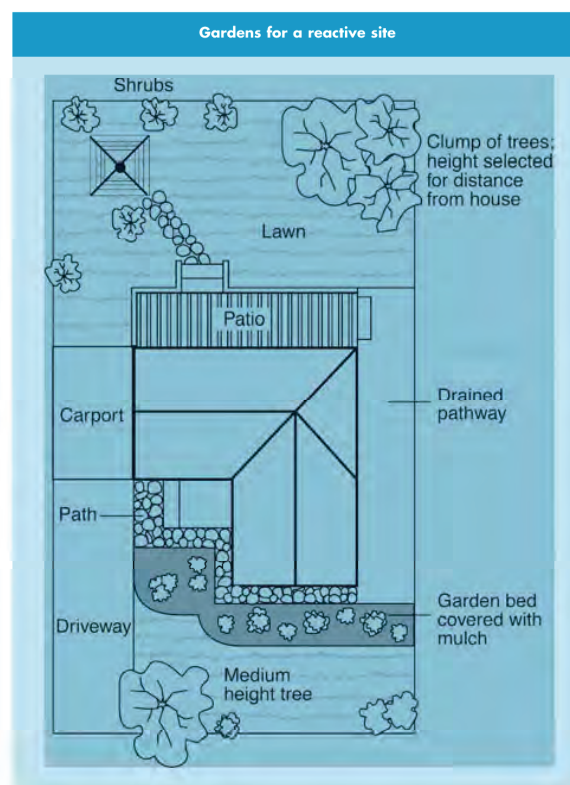 Gardens for a reactive site
Shrubs
Clump of trees;
height selected
for distance
from house
Lawn
Patio
Carport
Drained
pathway
Path
Garden bed
covered with
mulch
Driveway
Medium
height tree